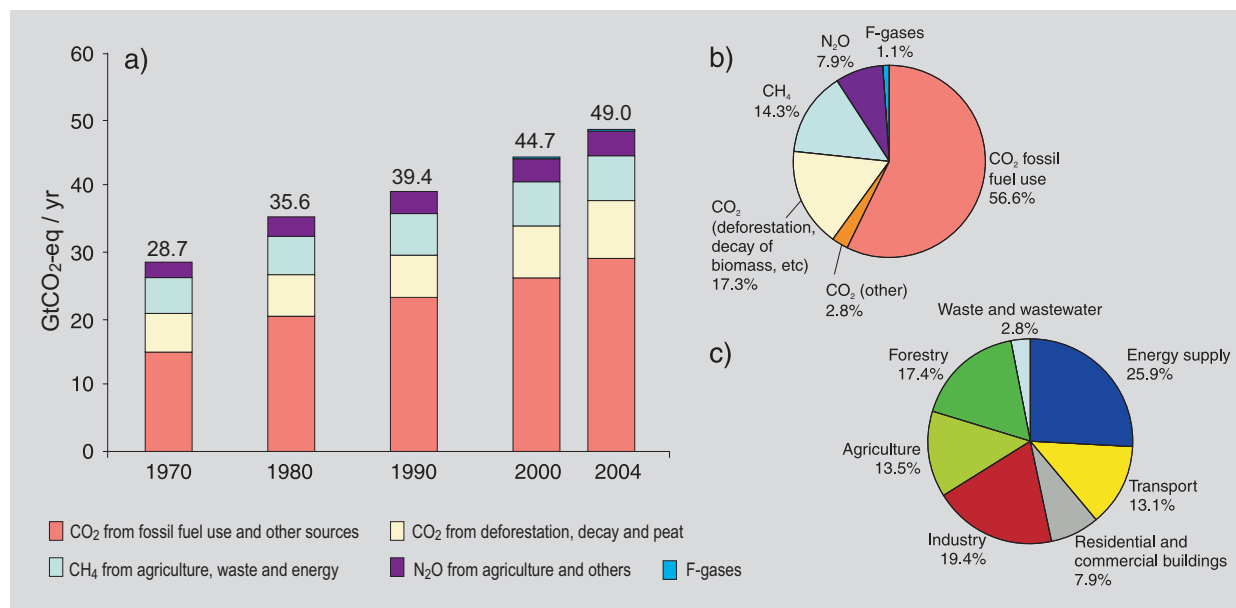 a)
GtCO₂-eq / yr
60
50
40
30
20
10
0
28.7
35.6
39.4
44.7
49.0
1970
1980
1990
2000
2004
CO₂ from fossil fuel use and other sources
CO₂ from deforestation, decay and peat
CH₄ from agriculture, waste and energy
N₂O from agriculture and others
F-gases
b)
F-gases
1.1%
N₂O
7.9%
CH₄
14.3%
CO₂ fossil
fuel use
56.6%
CO₂
(deforestation,
decay of
biomass, etc)
17.3%
CO₂ (other)
2.8%
c)
Waste and wastewater
2.8%
Forestry
17.4%
Energy supply
25.9%
Agriculture
13.5%
Transport
13.1%
Industry
19.4%
Residential and
commercial buildings
7.9%